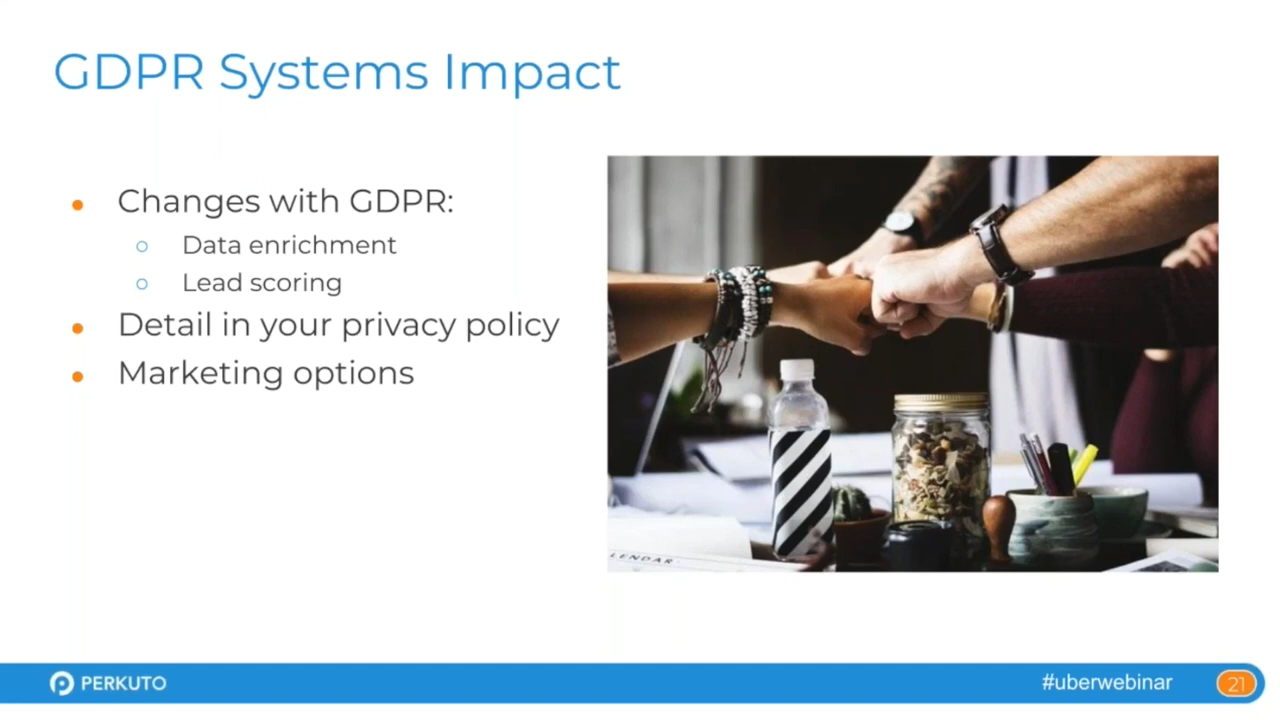 GDPR Systems Impact
Changes with GDPR:
Data enrichment
Lead scoring
Detail in your privacy policy
Marketing options
LENDAR
PERKUTO
#uberwebinar
21